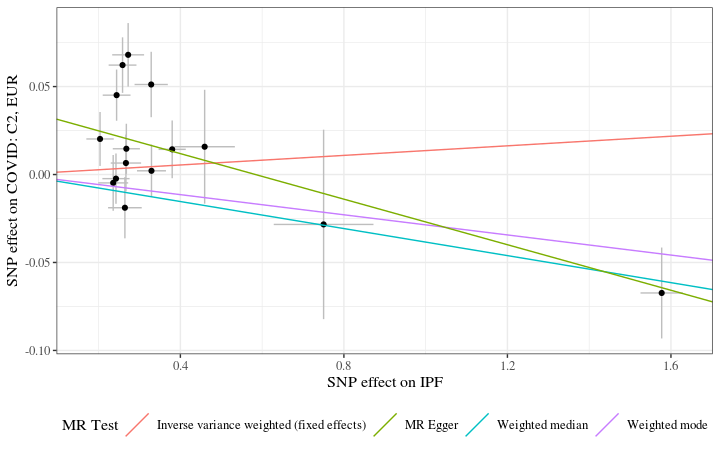 SNP effect on COVID: C2, EUR
0.05
0.00
-0.05
-0.10
0.4
0.8
1.2
1.6
SNP effect on IPF
MR Test
Inverse variance weighted (fixed effects)
MR Egger
Weighted median
Weighted mode